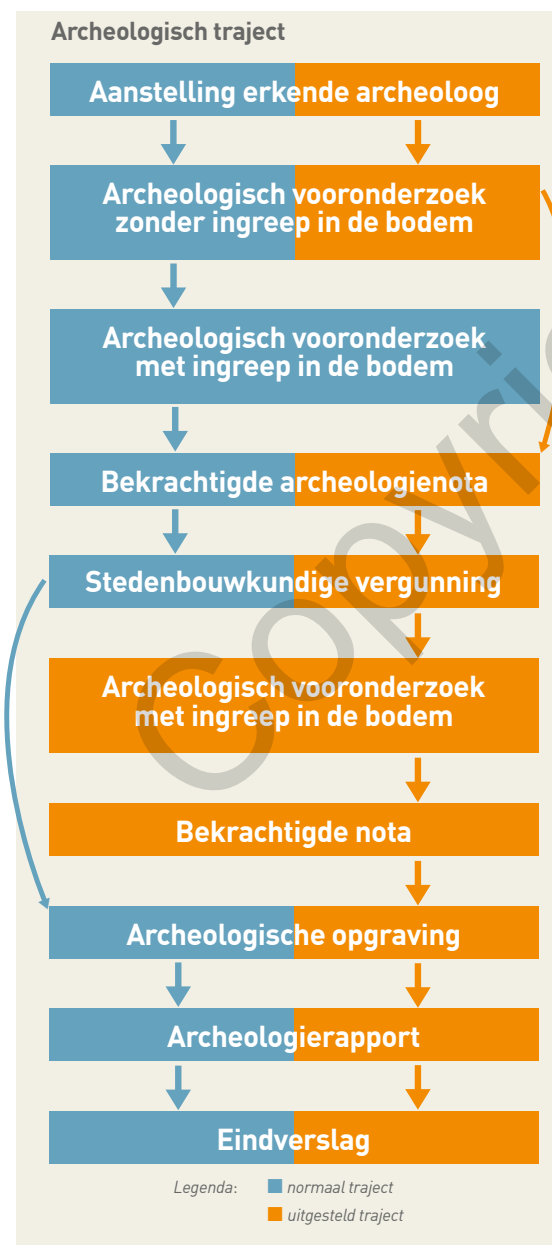 Archeologisch traject
Aanstelling erkende archeoloog
Archeologisch vooronderzoek
zonder ingreep in de bodem
Archeologisch vooronderzoek
met ingreep in de bodem
Bekrachtigde archeologienota
Stedenbouwkundige vergunning
Archeologisch vooronderzoek
met ingreep in de bodem
Bekrachtigde nota
Archeologische opgraving
Archeologierapport
Eindverslag
Legenda: normaal traject
uitgesteld traject